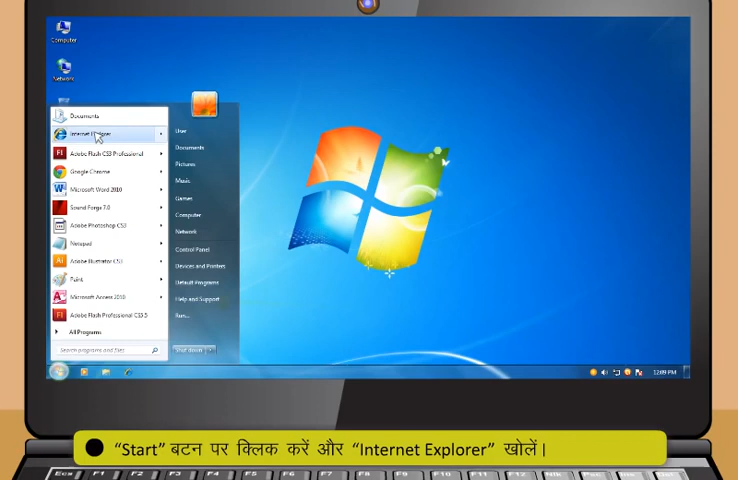 Computer
Network
Documents
Internet Explorer
Adobe Flash CS3 Professional
Google Chrome
Microsoft Word 2010
Sound Forge 7.0
Adobe Photoshop CS3
Notepad
Adobe Illustrator CS3
Paint
Microsoft Access 2010
Adobe Flash Professional CS5.5
All Programs
Search programs and files
User
Documents
Pictures
Music
Games
Computer
Network
Control Panel
Devices and Printers
Default Programs
Help and Support
Run...
Shut down
12:09 PM
“Start” बटन पर क्लिक करें और “Internet Explorer” खोलें।
Esc F1 F2 F3 F4 F5 F6 F7 F8 F9 F10 F11 F12